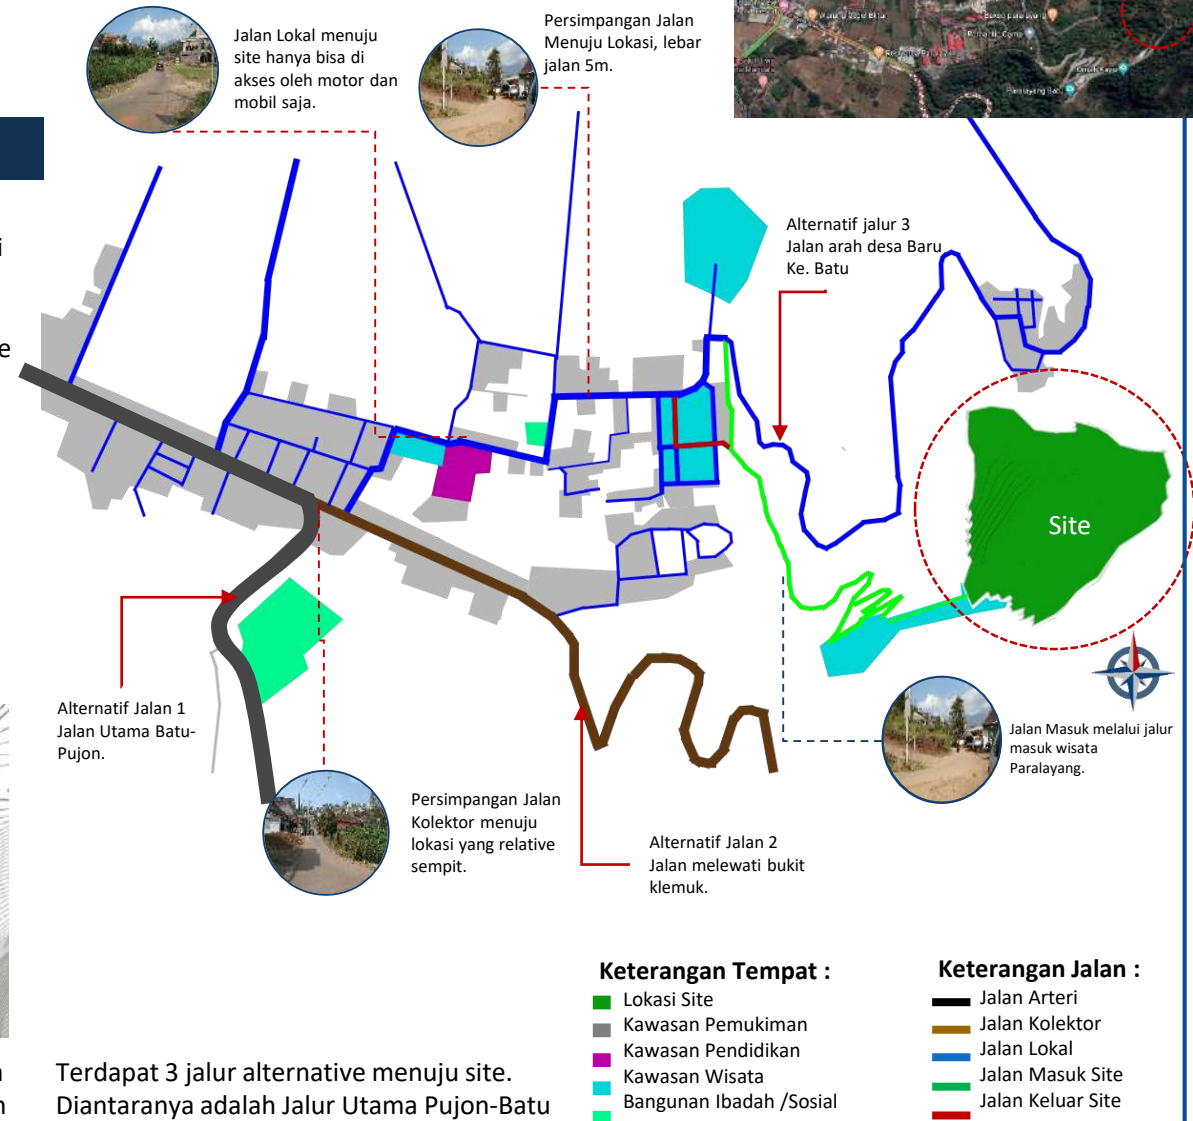 Jalan Lokal menuju
site hanya bisa di
akses oleh motor dan
mobil saja.
Persimpangan Jalan
Menuju Lokasi, lebar
jalan 5m.
Paralayang Batu
Omah Kayu
i
e
Alternatif jalur 3
Jalan arah desa Baru
Ke. Batu
Site
Alternatif Jalan 1
Jalan Utama Batu-
Pujon.
Jalan Masuk melalui jalur
masuk wisata
Paralayang.
Persimpangan Jalan
Kolektor menuju
lokasi yang relative
sempit.
Alternatif Jalan 2
Jalan melewati bukit
klemuk.
Keterangan Tempat :
Lokasi Site
Kawasan Pemukiman
Kawasan Pendidikan
Kawasan Wisata
Bangunan Ibadah /Sosial
Keterangan Jalan :
Jalan Arteri
Jalan Kolektor
Jalan Lokal
Jalan Masuk Site
Jalan Keluar Site
n
Terdapat 3 jalur alternative menuju site.
Diantaranya adalah Jalur Utama Pujon-Batu